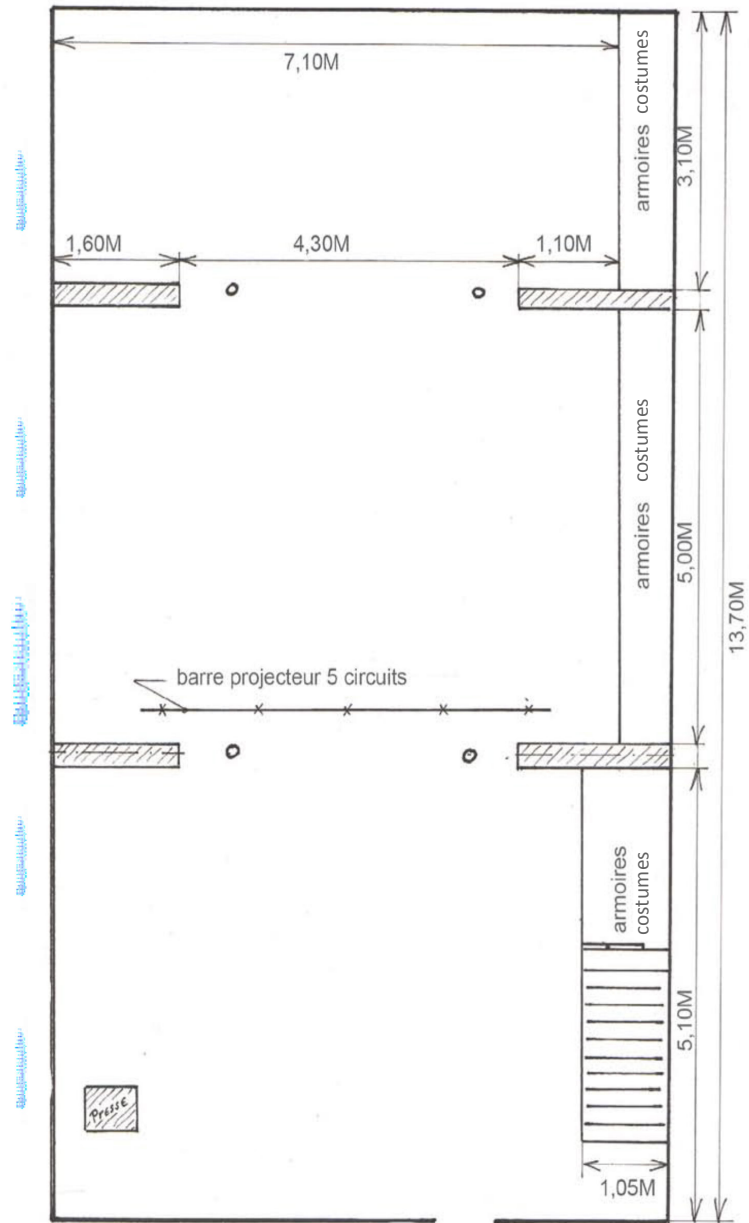 7,10M
armoires costumes
3,10M
1,60M
4,30M
1,10M
armoires costumes
5,00M
13,70M
barre projecteur 5 circuits
armoires
costumes
5,10M
Presse
1,05M